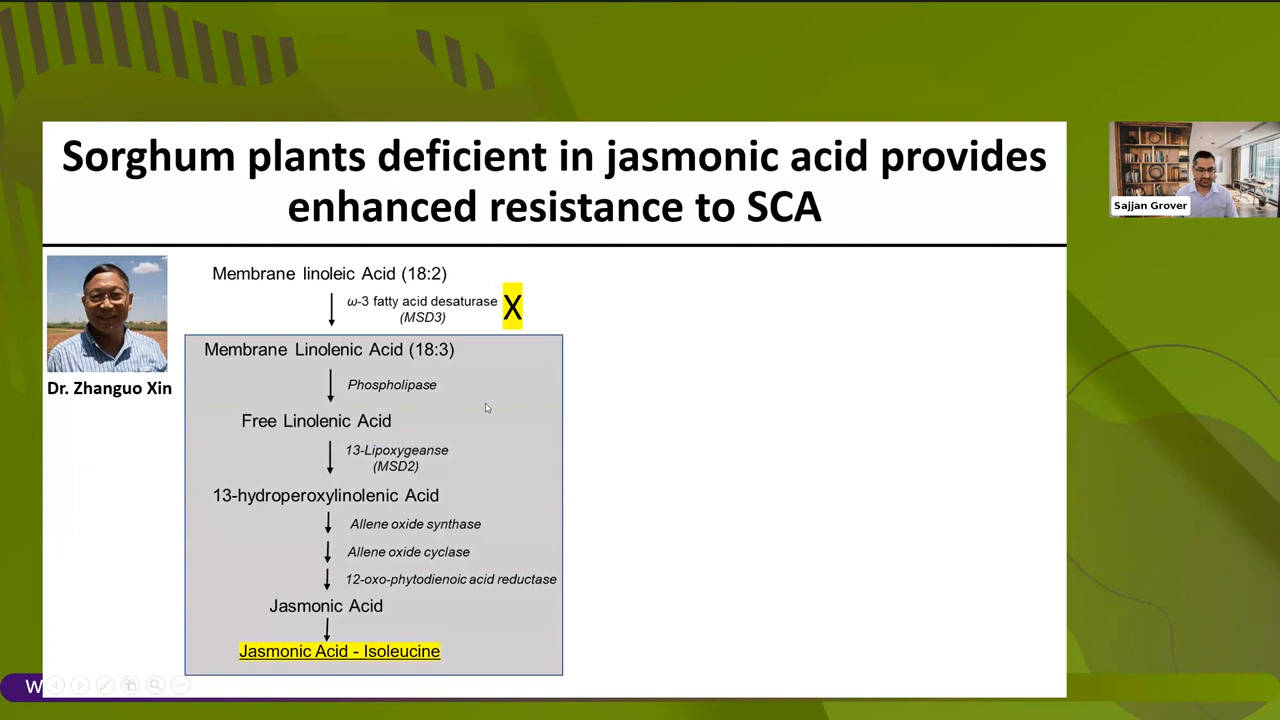 Sorghum plants deficient in jasmonic acid provides
enhanced resistance to SCA
Sajjan Grover
Dr. Zhanguo Xin
Membrane linoleic Acid (18:2)
ω-3 fatty acid desaturase
(MSD3)
X
Membrane Linolenic Acid (18:3)
Phospholipase
Free Linolenic Acid
13-Lipoxygeanse
(MSD2)
13-hydroperoxylinolenic Acid
Allene oxide synthase
Allene oxide cyclase
12-oxo-phytodienoic acid reductase
Jasmonic Acid
Jasmonic Acid - Isoleucine
W